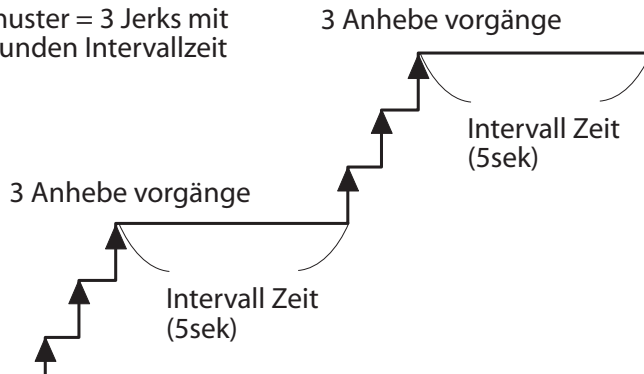 muster = 3 Jerks mit
unden Intervallzeit
3 Anhebe vorgänge
Intervall Zeit
(5sek)
3 Anhebe vorgänge
Intervall Zeit
(5sek)